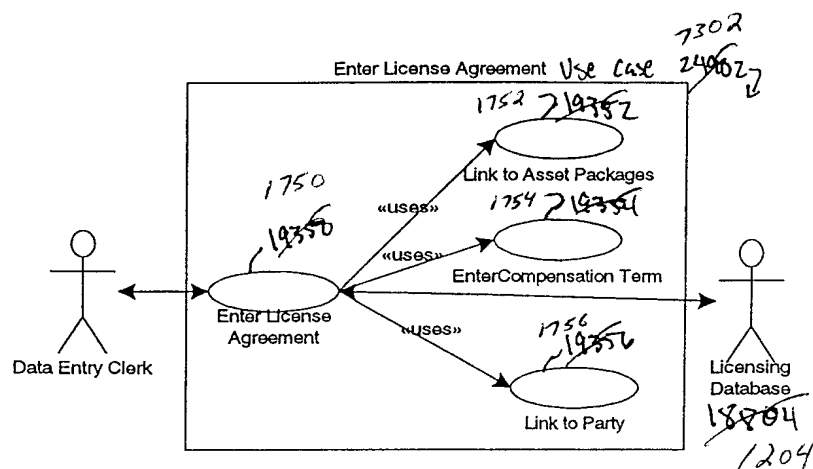 7302
Enter License Agreement Use Case 24902
1752 19352
Link to Asset Packages
1750
«uses»
1754 19354
19350
«uses»
EnterCompensation Term
Enter License
Agreement
«uses»
1756
19356
Data Entry Clerk
Licensing
Database
Link to Party
18804
1204